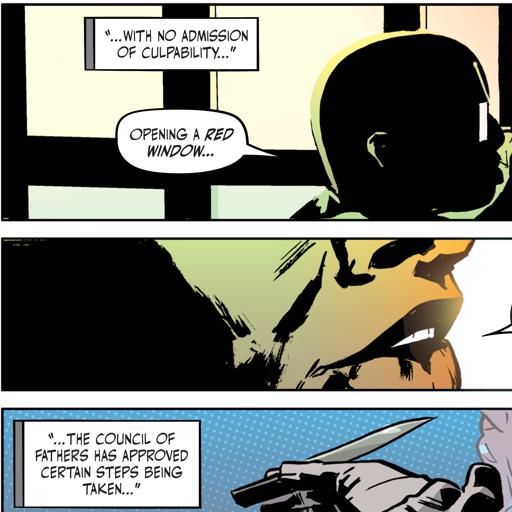 "...WITH NO ADMISSION
OF CULPABILITY..."
OPENING A RED
WINDOW...
"...THE COUNCIL OF
FATHERS HAS APPROVED
CERTAIN STEPS BEING
TAKEN..."